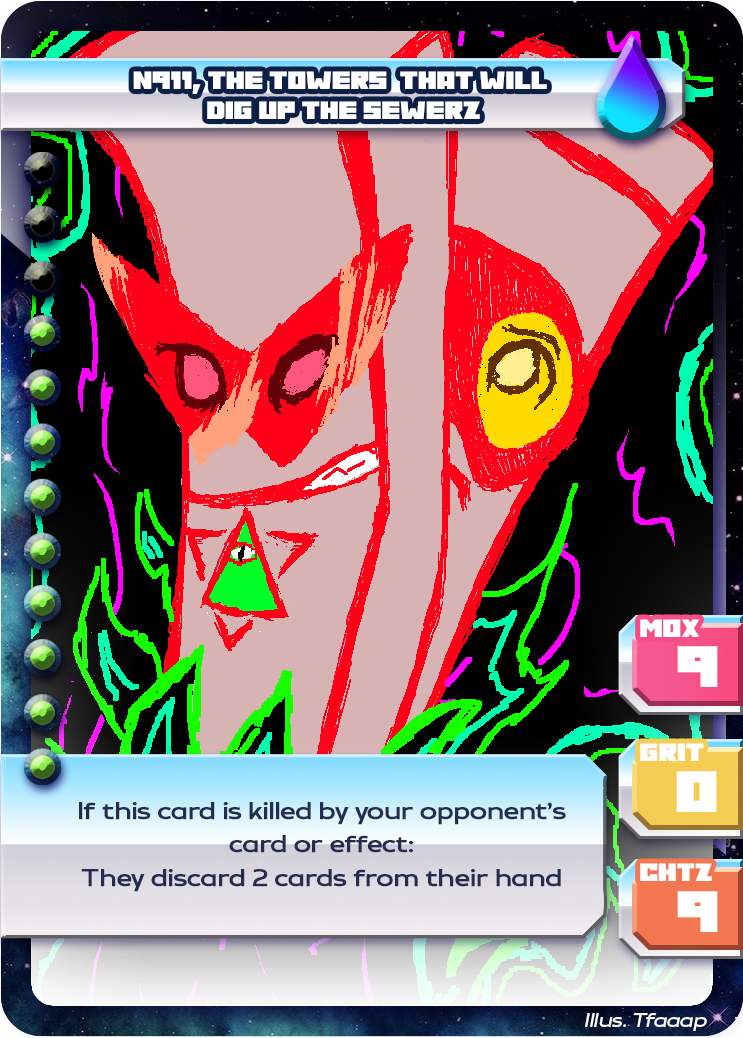 N911, THE TOWERS THAT WILL
DIG UP THE SEWERZ
MOX
9
GRIT
0
CHTZ
9
If this card is killed by your opponent's
card or effect:
They discard 2 cards from their hand
Illus. Tfaaap